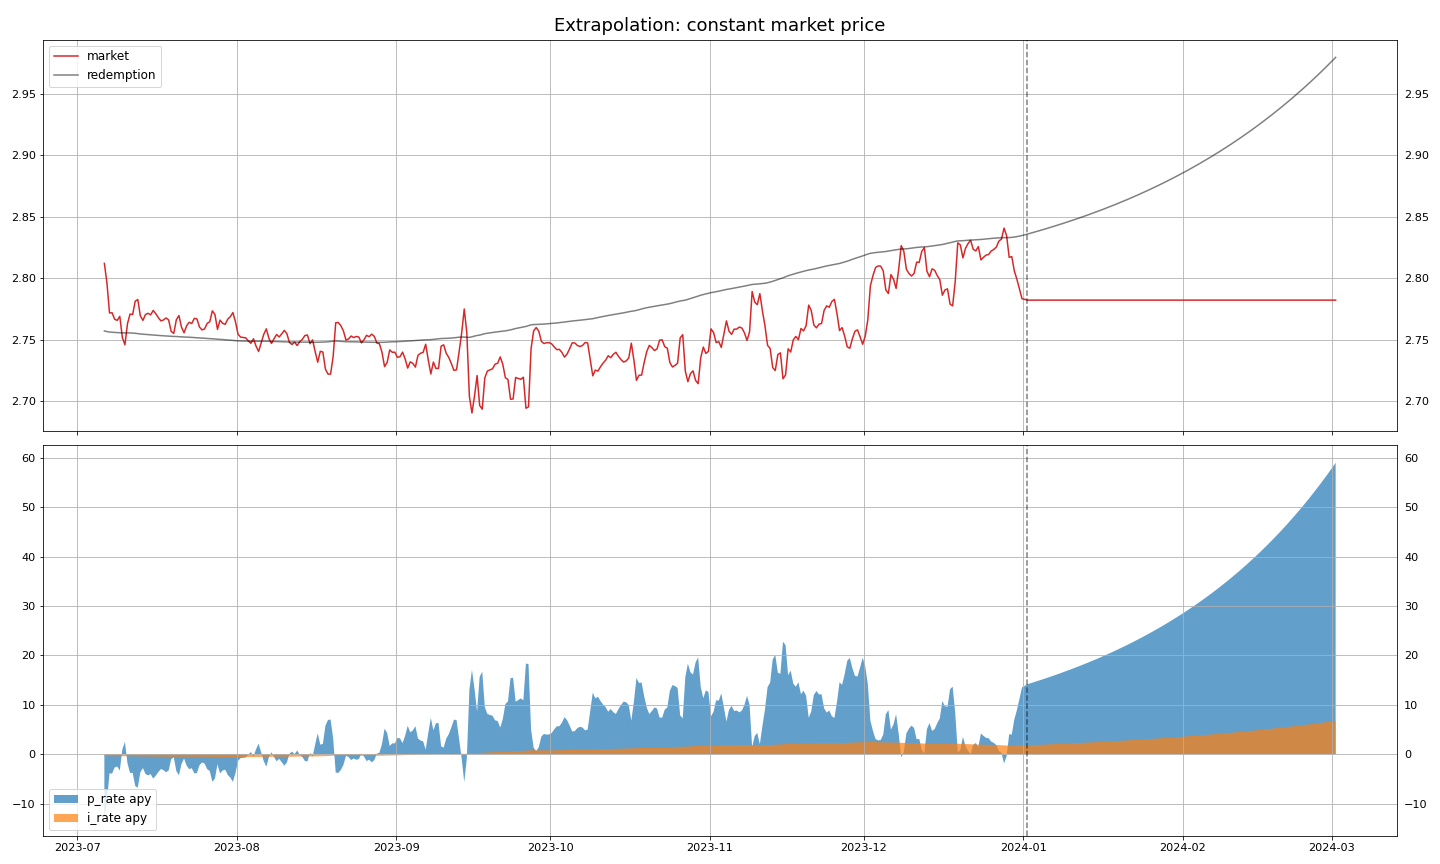 Extrapolation: constant market price
market
redemption
2.95 2.95
2.90 2.90
2.85 2.85
2.80 2.80
2.75 2.75
2.70 2.70
60 60
50 50
40 40
30 30
20 20
10 10
0 0
−10 −10
p_rate apy
i_rate apy
2023-07 2023-08 2023-09 2023-10 2023-11 2023-12 2024-01 2024-02 2024-03